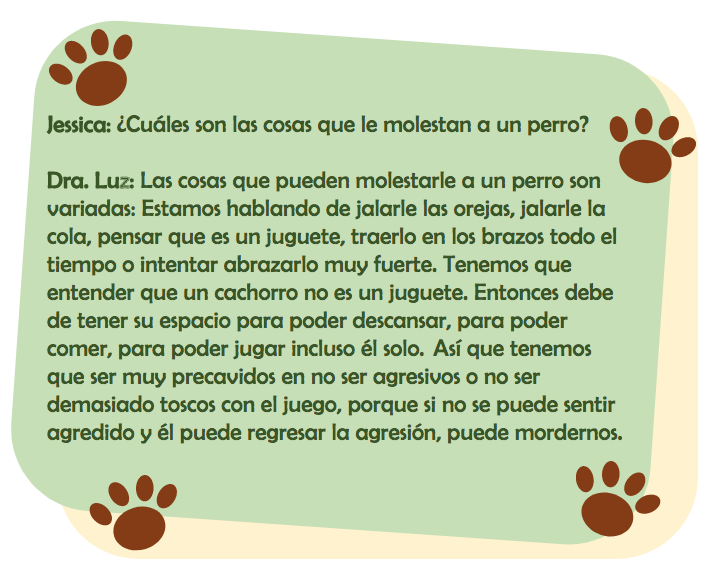 Jessica: ¿Cuáles son las cosas que le molestan a un perro?
Dra. Luz: Las cosas que pueden molestarle a un perro son
variadas: Estamos hablando de jalarle las orejas, jalarle la
cola, pensar que es un juguete, traerlo en los brazos todo el
tiempo o intentar abrazarlo muy fuerte. Tenemos que
entender que un cachorro no es un juguete. Entonces debe
de tener su espacio para poder descansar, para poder
comer, para poder jugar incluso él solo. Así que tenemos
que ser muy precavidos en no ser agresivos o no ser
demasiado toscos con el juego, porque si no se puede sentir
agredido y él puede regresar la agresión, puede mordernos.